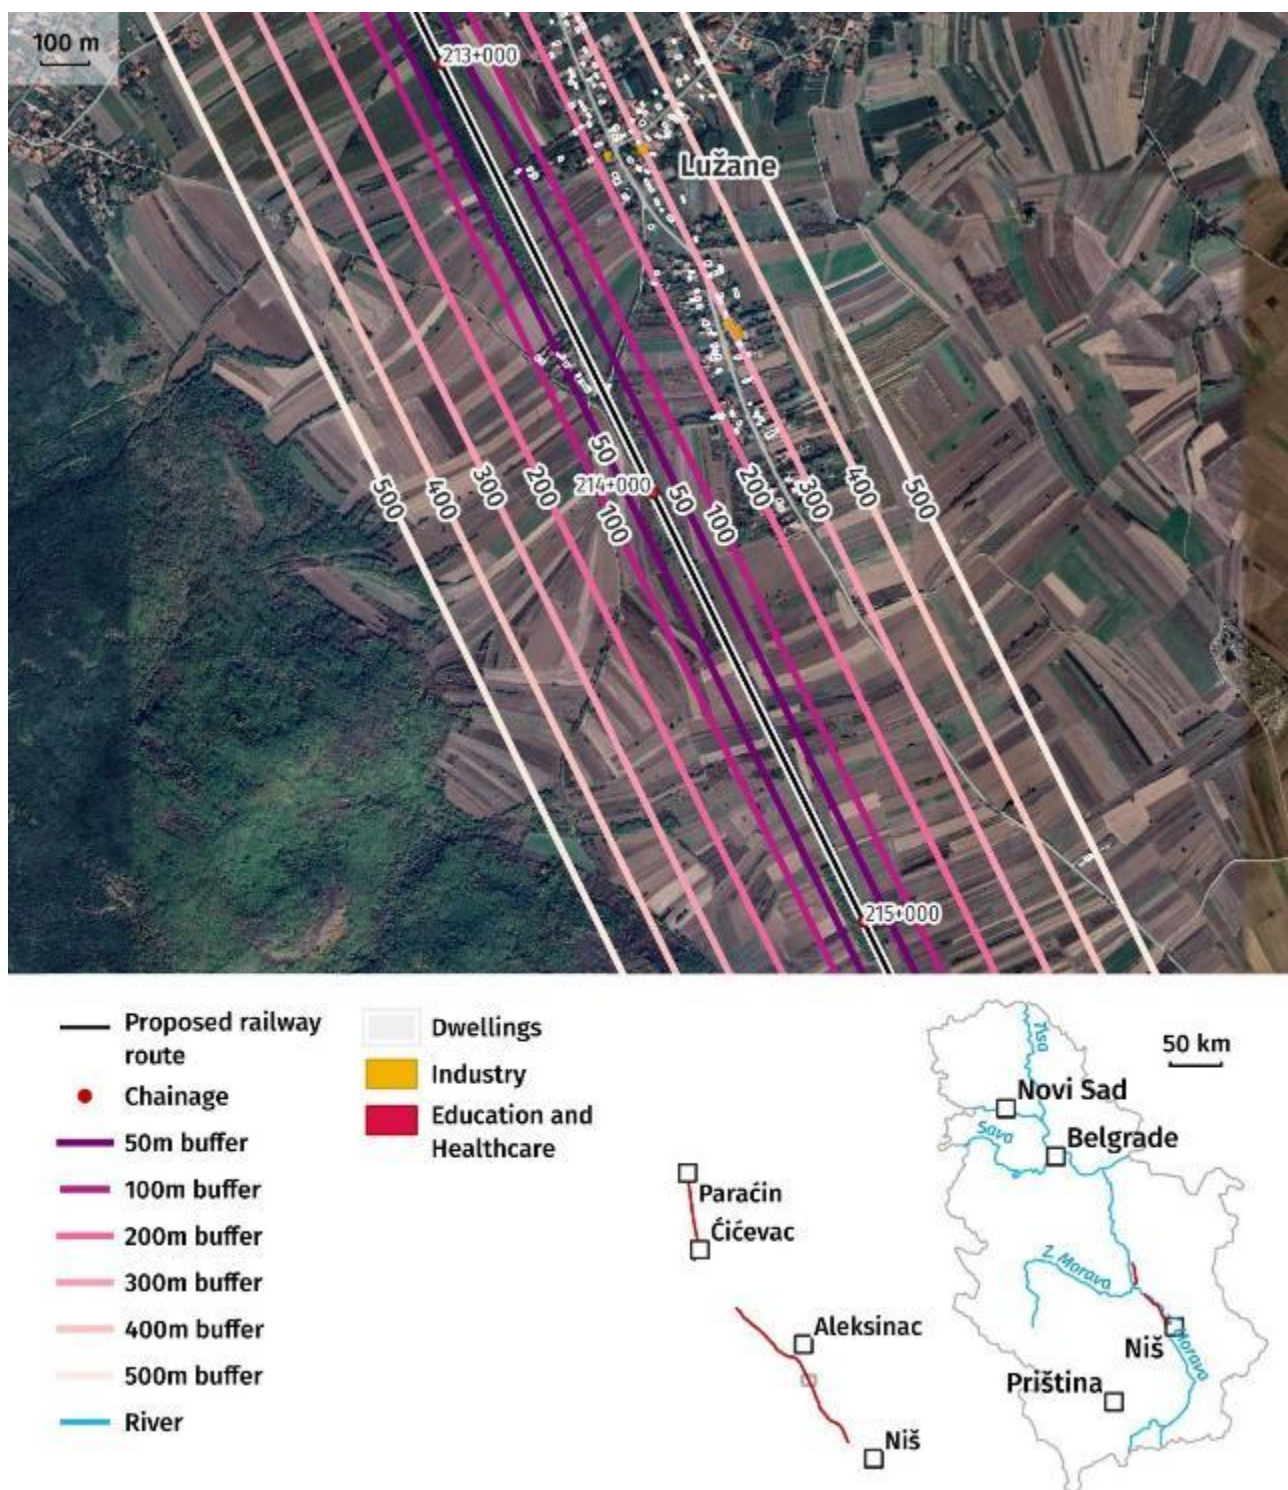 100 m
213+000
Lužane
500
400
300
200
100
50
214+000
50
100
200
300
400
500
215+000
Proposed railway
route
Chainage
50m buffer
100m buffer
200m buffer
300m buffer
400m buffer
500m buffer
River
Dwellings
Industry
Education and
Healthcare
Paraćin
Ćićevac
Aleksinac
Niš
50 km
Tisa
Novi Sad
Sava
Belgrade
Z. Morava
Niš
Morava
Priština